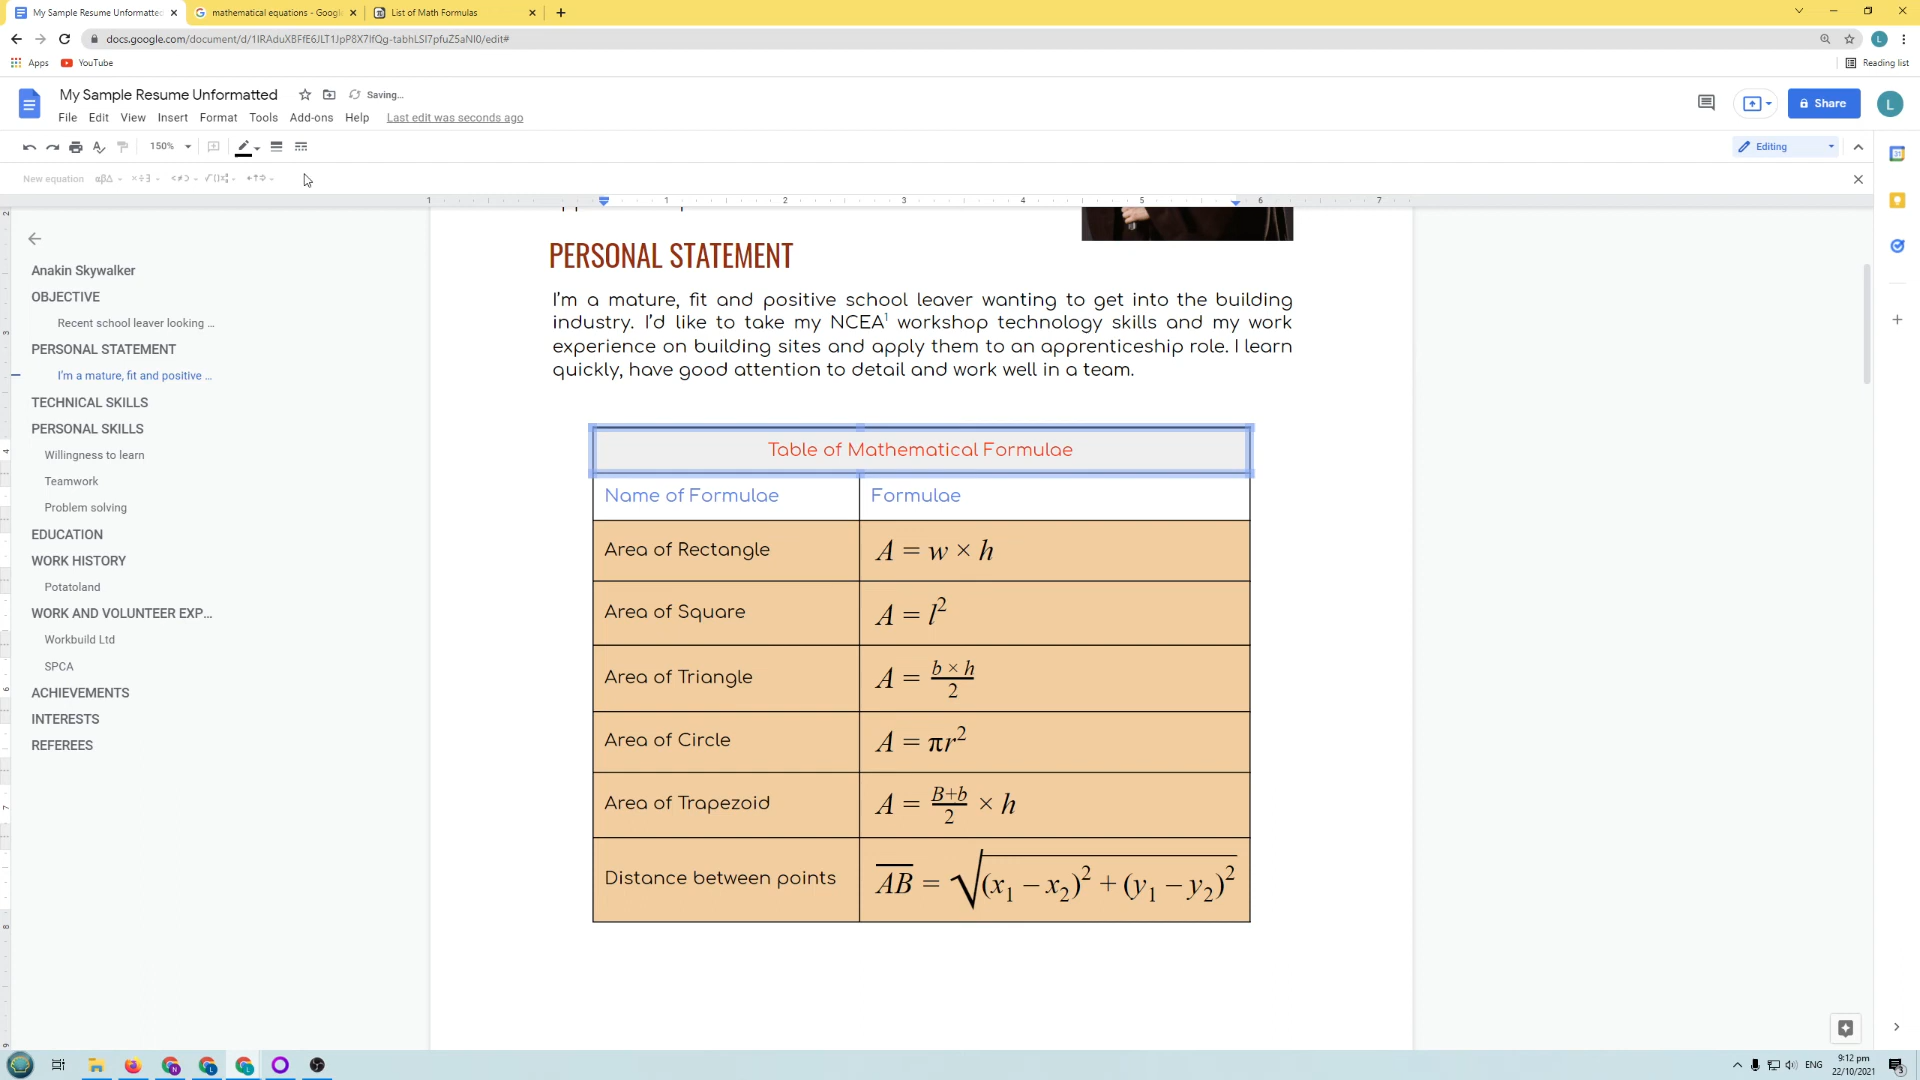 My Sample Resume Unformatted
mathematical equations - Google
List of Math Formulas
docs.google.com/document/d/1IRAduX8FfE6JLT1JpP8X7IfQg-tabhLSI7pfuZ5aNI0/edit#
Apps
YouTube
Reading list
My Sample Resume Unformatted
Saving...
File Edit View Insert Format Tools Add-ons Help Last edit was seconds ago
Share
L
150%
Editing
New equation
1 1 2 3 4 5 6 7
Anakin Skywalker
OBJECTIVE
Recent school leaver looking ...
PERSONAL STATEMENT
I'm a mature, fit and positive ...
TECHNICAL SKILLS
PERSONAL SKILLS
Willingness to learn
Teamwork
Problem solving
EDUCATION
WORK HISTORY
Potatoland
WORK AND VOLUNTEER EXP...
Workbuild Ltd
SPCA
ACHIEVEMENTS
INTERESTS
REFEREES
PERSONAL STATEMENT
I'm a mature, fit and positive school leaver wanting to get into the building
industry. I'd like to take my NCEA¹ workshop technology skills and my work
experience on building sites and apply them to an apprenticeship role. I learn
quickly, have good attention to detail and work well in a team.
Table of Mathematical Formulae
Name of Formulae Formulae
Area of Rectangle A = w × h
Area of Square A = l²
Area of Triangle A = b × h / 2
Area of Circle A = πr²
Area of Trapezoid A = B+b / 2 × h
Distance between points AB = √(x₁ − x₂)² + (y₁ − y₂)²
ENG
9:12 pm
22/10/2021